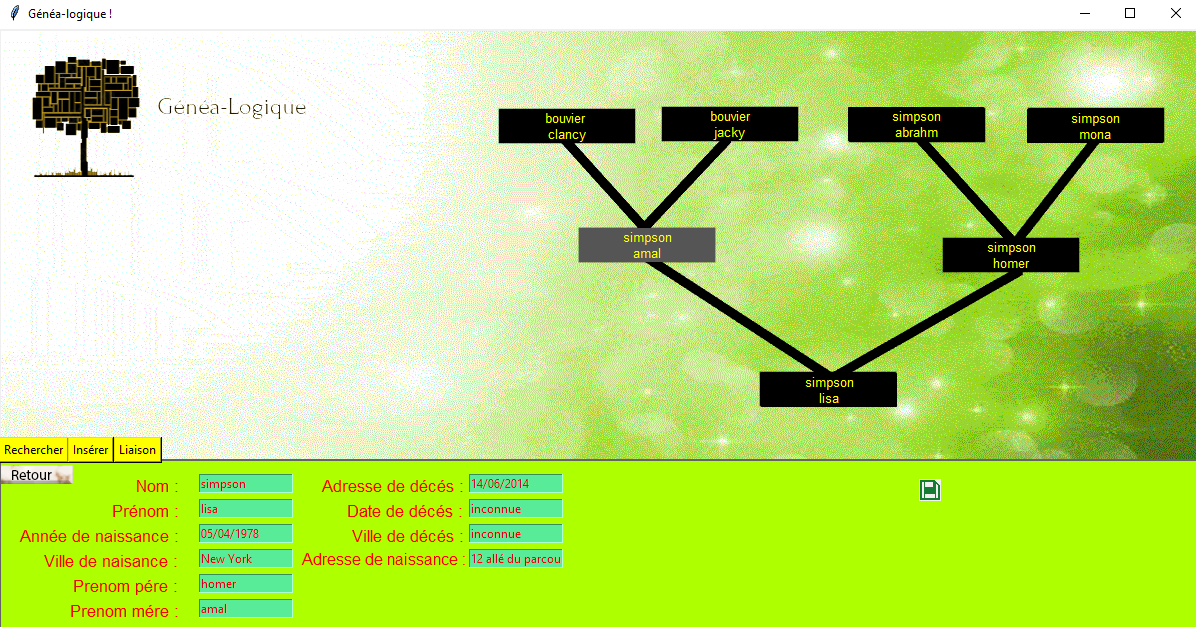 Généa-logique !
Généa-Logique
bouvier
clancy
bouvier
jacky
simpson
abrahm
simpson
mona
simpson
amal
simpson
homer
simpson
lisa
Rechercher Insérer Liaison
Retour
Nom : simpson Adresse de décés : 14/06/2014
Prénom : lisa Date de décés : inconnue
Année de naissance : 05/04/1978 Ville de décés : inconnue
Ville de naisance : New York Adresse de naissance : 12 allé du parcou
Prenom pére : homer
Prenom mére : amal